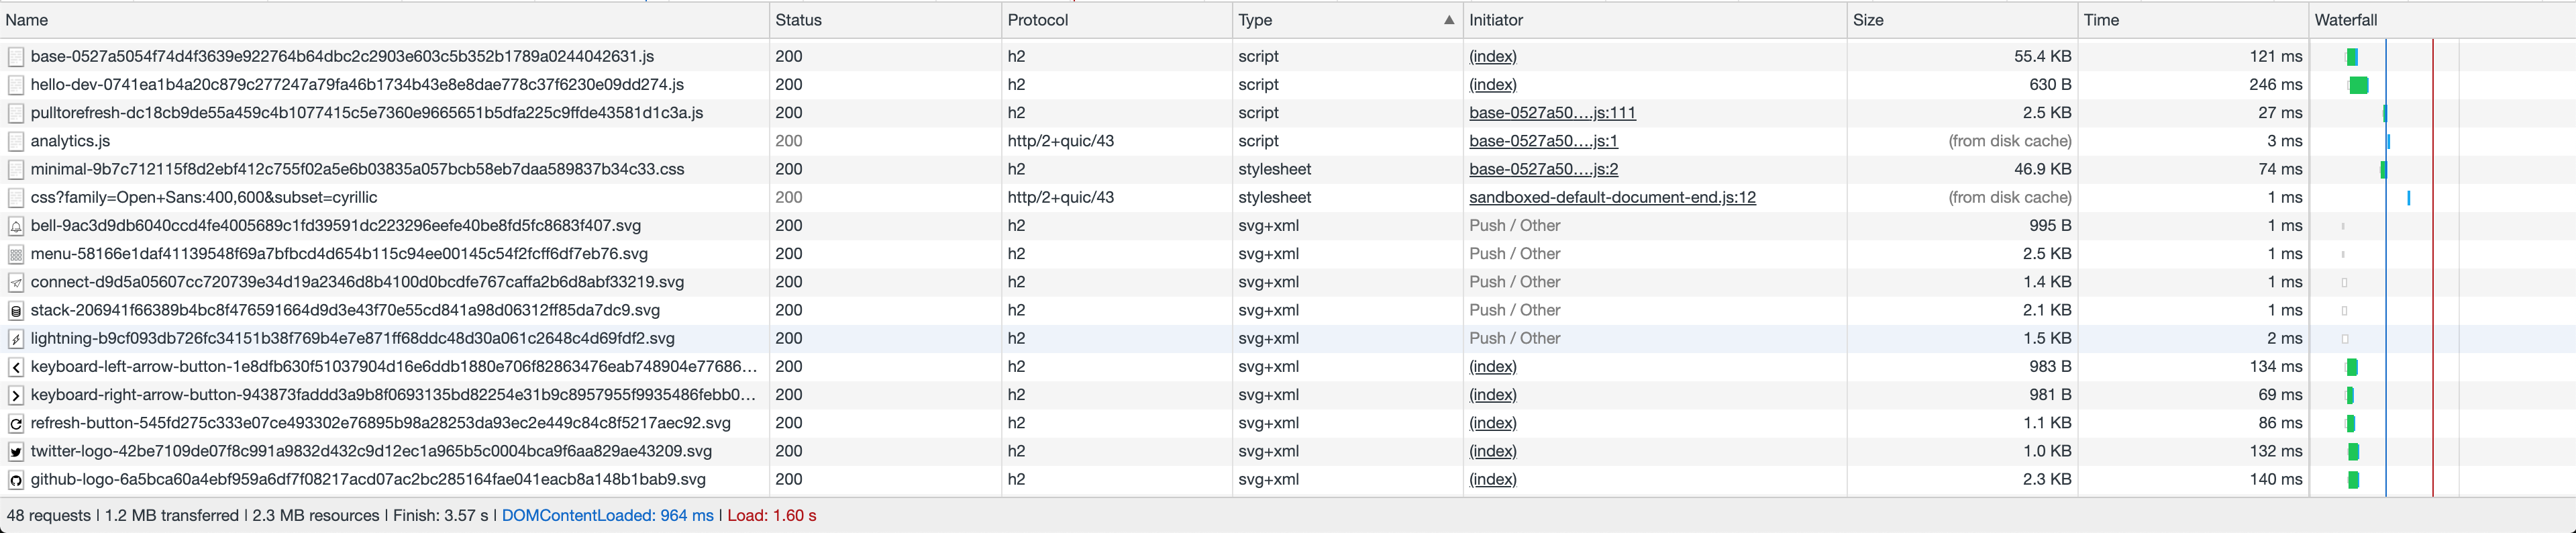 Name Status Protocol Type ▲ Initiator Size Time Waterfall
base-0527a5054f74d4f3639e922764b64dbc2c2903e603c5b352b1789a0244042631.js 200 h2 script (index) 55.4 KB 121 ms
hello-dev-0741ea1b4a20c879c277247a79fa46b1734b43e8e8dae778c37f6230e09dd274.js 200 h2 script (index) 630 B 246 ms
pulltorefresh-dc18cb9de55a459c4b1077415c5e7360e9665651b5dfa225c9ffde43581d1c3a.js 200 h2 script base-0527a50….js:111 2.5 KB 27 ms
analytics.js 200 http/2+quic/43 script base-0527a50….js:1 (from disk cache) 3 ms
minimal-9b7c712115f8d2ebf412c755f02a5e6b03835a057bcb58eb7daa589837b34c33.css 200 h2 stylesheet base-0527a50….js:2 46.9 KB 74 ms
css?family=Open+Sans:400,600&subset=cyrillic 200 http/2+quic/43 stylesheet sandboxed-default-document-end.js:12 (from disk cache) 1 ms
bell-9ac3d9db6040ccd4fe4005689c1fd39591dc223296eefe40be8fd5fc8683f407.svg 200 h2 svg+xml Push / Other 995 B 1 ms
menu-58166e1daf41139548f69a7bfbcd4d654b115c94ee00145c54f2fcff6df7eb76.svg 200 h2 svg+xml Push / Other 2.5 KB 1 ms
connect-d9d5a05607cc720739e34d19a2346d8b4100d0bcdfe767caffa2b6d8abf33219.svg 200 h2 svg+xml Push / Other 1.4 KB 1 ms
stack-206941f66389b4bc8f476591664d9d3e43f70e55cd841a98d06312ff85da7dc9.svg 200 h2 svg+xml Push / Other 2.1 KB 1 ms
lightning-b9cf093db726fc34151b38f769b4e7e871ff68ddc48d30a061c2648c4d69fdf2.svg 200 h2 svg+xml Push / Other 1.5 KB 2 ms
keyboard-left-arrow-button-1e8dfb630f51037904d16e6ddb1880e706f82863476eab748904e77686… 200 h2 svg+xml (index) 983 B 134 ms
keyboard-right-arrow-button-943873faddd3a9b8f0693135bd82254e31b9c8957955f9935486febb0… 200 h2 svg+xml (index) 981 B 69 ms
refresh-button-545fd275c333e07ce493302e76895b98a28253da93ec2e449c84c8f5217aec92.svg 200 h2 svg+xml (index) 1.1 KB 86 ms
twitter-logo-42be7109de07f8c991a9832d432c9d12ec1a965b5c0004bca9f6aa829ae43209.svg 200 h2 svg+xml (index) 1.0 KB 132 ms
github-logo-6a5bca60a4ebf959a6df7f08217acd07ac2bc285164fae041eacb8a148b1bab9.svg 200 h2 svg+xml (index) 2.3 KB 140 ms
48 requests | 1.2 MB transferred | 2.3 MB resources | Finish: 3.57 s | DOMContentLoaded: 964 ms | Load: 1.60 s